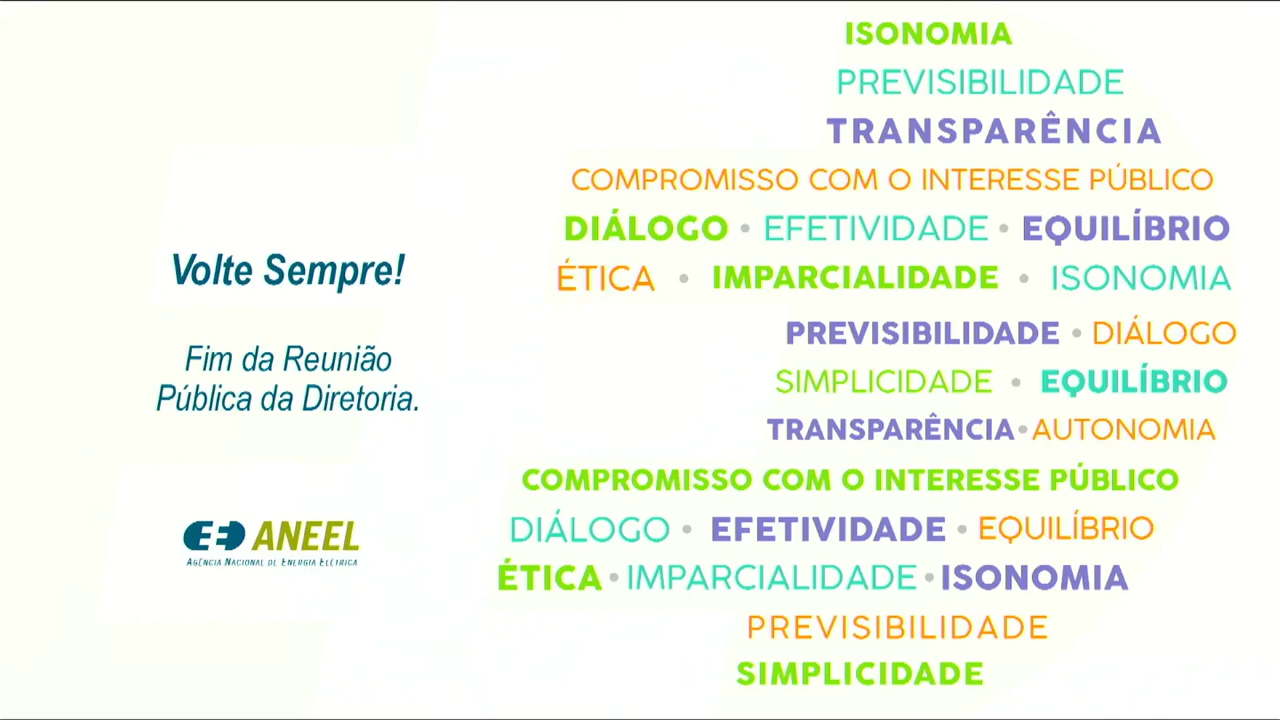 Volte Sempre!
Fim da Reunião
Pública da Diretoria.
ANEEL
AGÊNCIA NACIONAL DE ENERGIA ELÉTRICA
ISONOMIA
PREVISIBILIDADE
TRANSPARÊNCIA
COMPROMISSO COM O INTERESSE PÚBLICO
DIÁLOGO • EFETIVIDADE • EQUILÍBRIO
ÉTICA • IMPARCIALIDADE • ISONOMIA
PREVISIBILIDADE • DIÁLOGO
SIMPLICIDADE • EQUILÍBRIO
TRANSPARÊNCIA • AUTONOMIA
COMPROMISSO COM O INTERESSE PÚBLICO
DIÁLOGO • EFETIVIDADE • EQUILÍBRIO
ÉTICA • IMPARCIALIDADE • ISONOMIA
PREVISIBILIDADE
SIMPLICIDADE